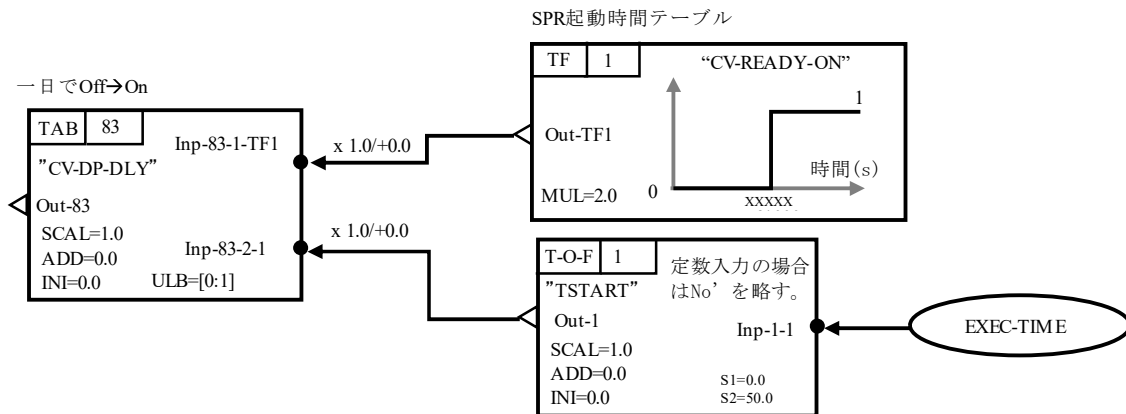 SPR起動時間テーブル
TF 1
“CV-READY-ON”
1
Out-TF1
時間(s)
MUL=2.0
0
xxxxx
一日でOff→On
TAB 83
Inp-83-1-TF1
x 1.0/+0.0
”CV-DP-DLY”
Out-83
SCAL=1.0
Inp-83-2-1
x 1.0/+0.0
ADD=0.0
INI=0.0
ULB=[0:1]
T-O-F 1
定数入力の場合
はNo’を略す。
”TSTART”
Out-1
Inp-1-1
EXEC-TIME
SCAL=1.0
ADD=0.0
INI=0.0
S1=0.0
S2=50.0